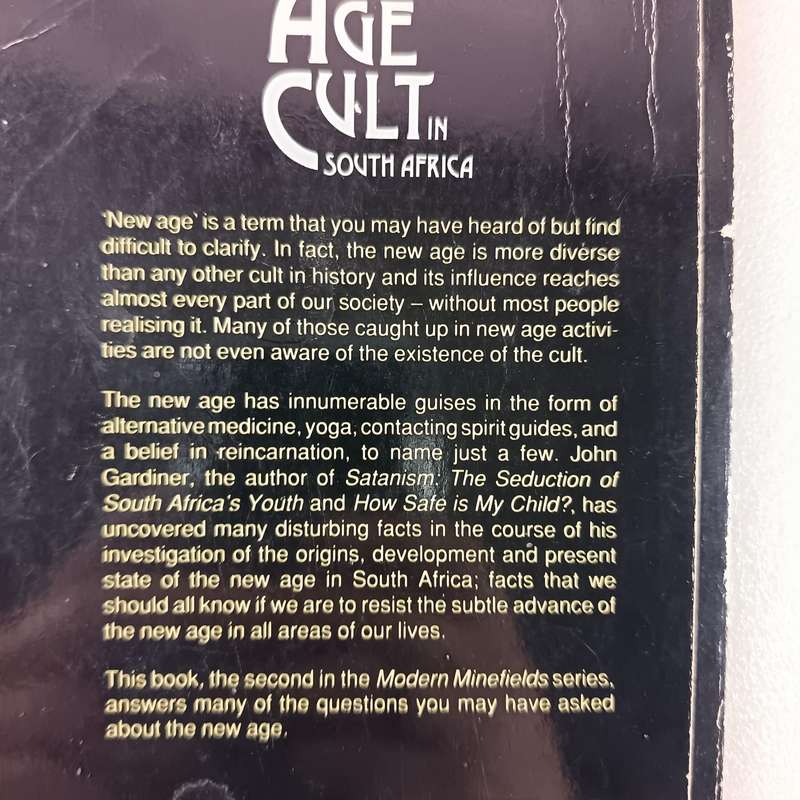 AGE
CULT IN
SOUTH AFRICA
'New age' is a term that you may have heard of but find
difficult to clarify. In fact, the new age is more diverse
than any other cult in history and its influence reaches
almost every part of our society – without most people
realising it. Many of those caught up in new age activi-
ties are not even aware of the existence of the cult.
The new age has innumerable guises in the form of
alternative medicine, yoga, contacting spirit guides, and
a belief in reincarnation, to name just a few. John
Gardiner, the author of Satanism: The Seduction of
South Africa's Youth and How Safe is My Child?, has
uncovered many disturbing facts in the course of his
investigation of the origins, development and present
state of the new age in South Africa; facts that we
should all know if we are to resist the subtle advance of
the new age in all areas of our lives.
This book, the second in the Modern Minefields series,
answers many of the questions you may have asked
about the new age.